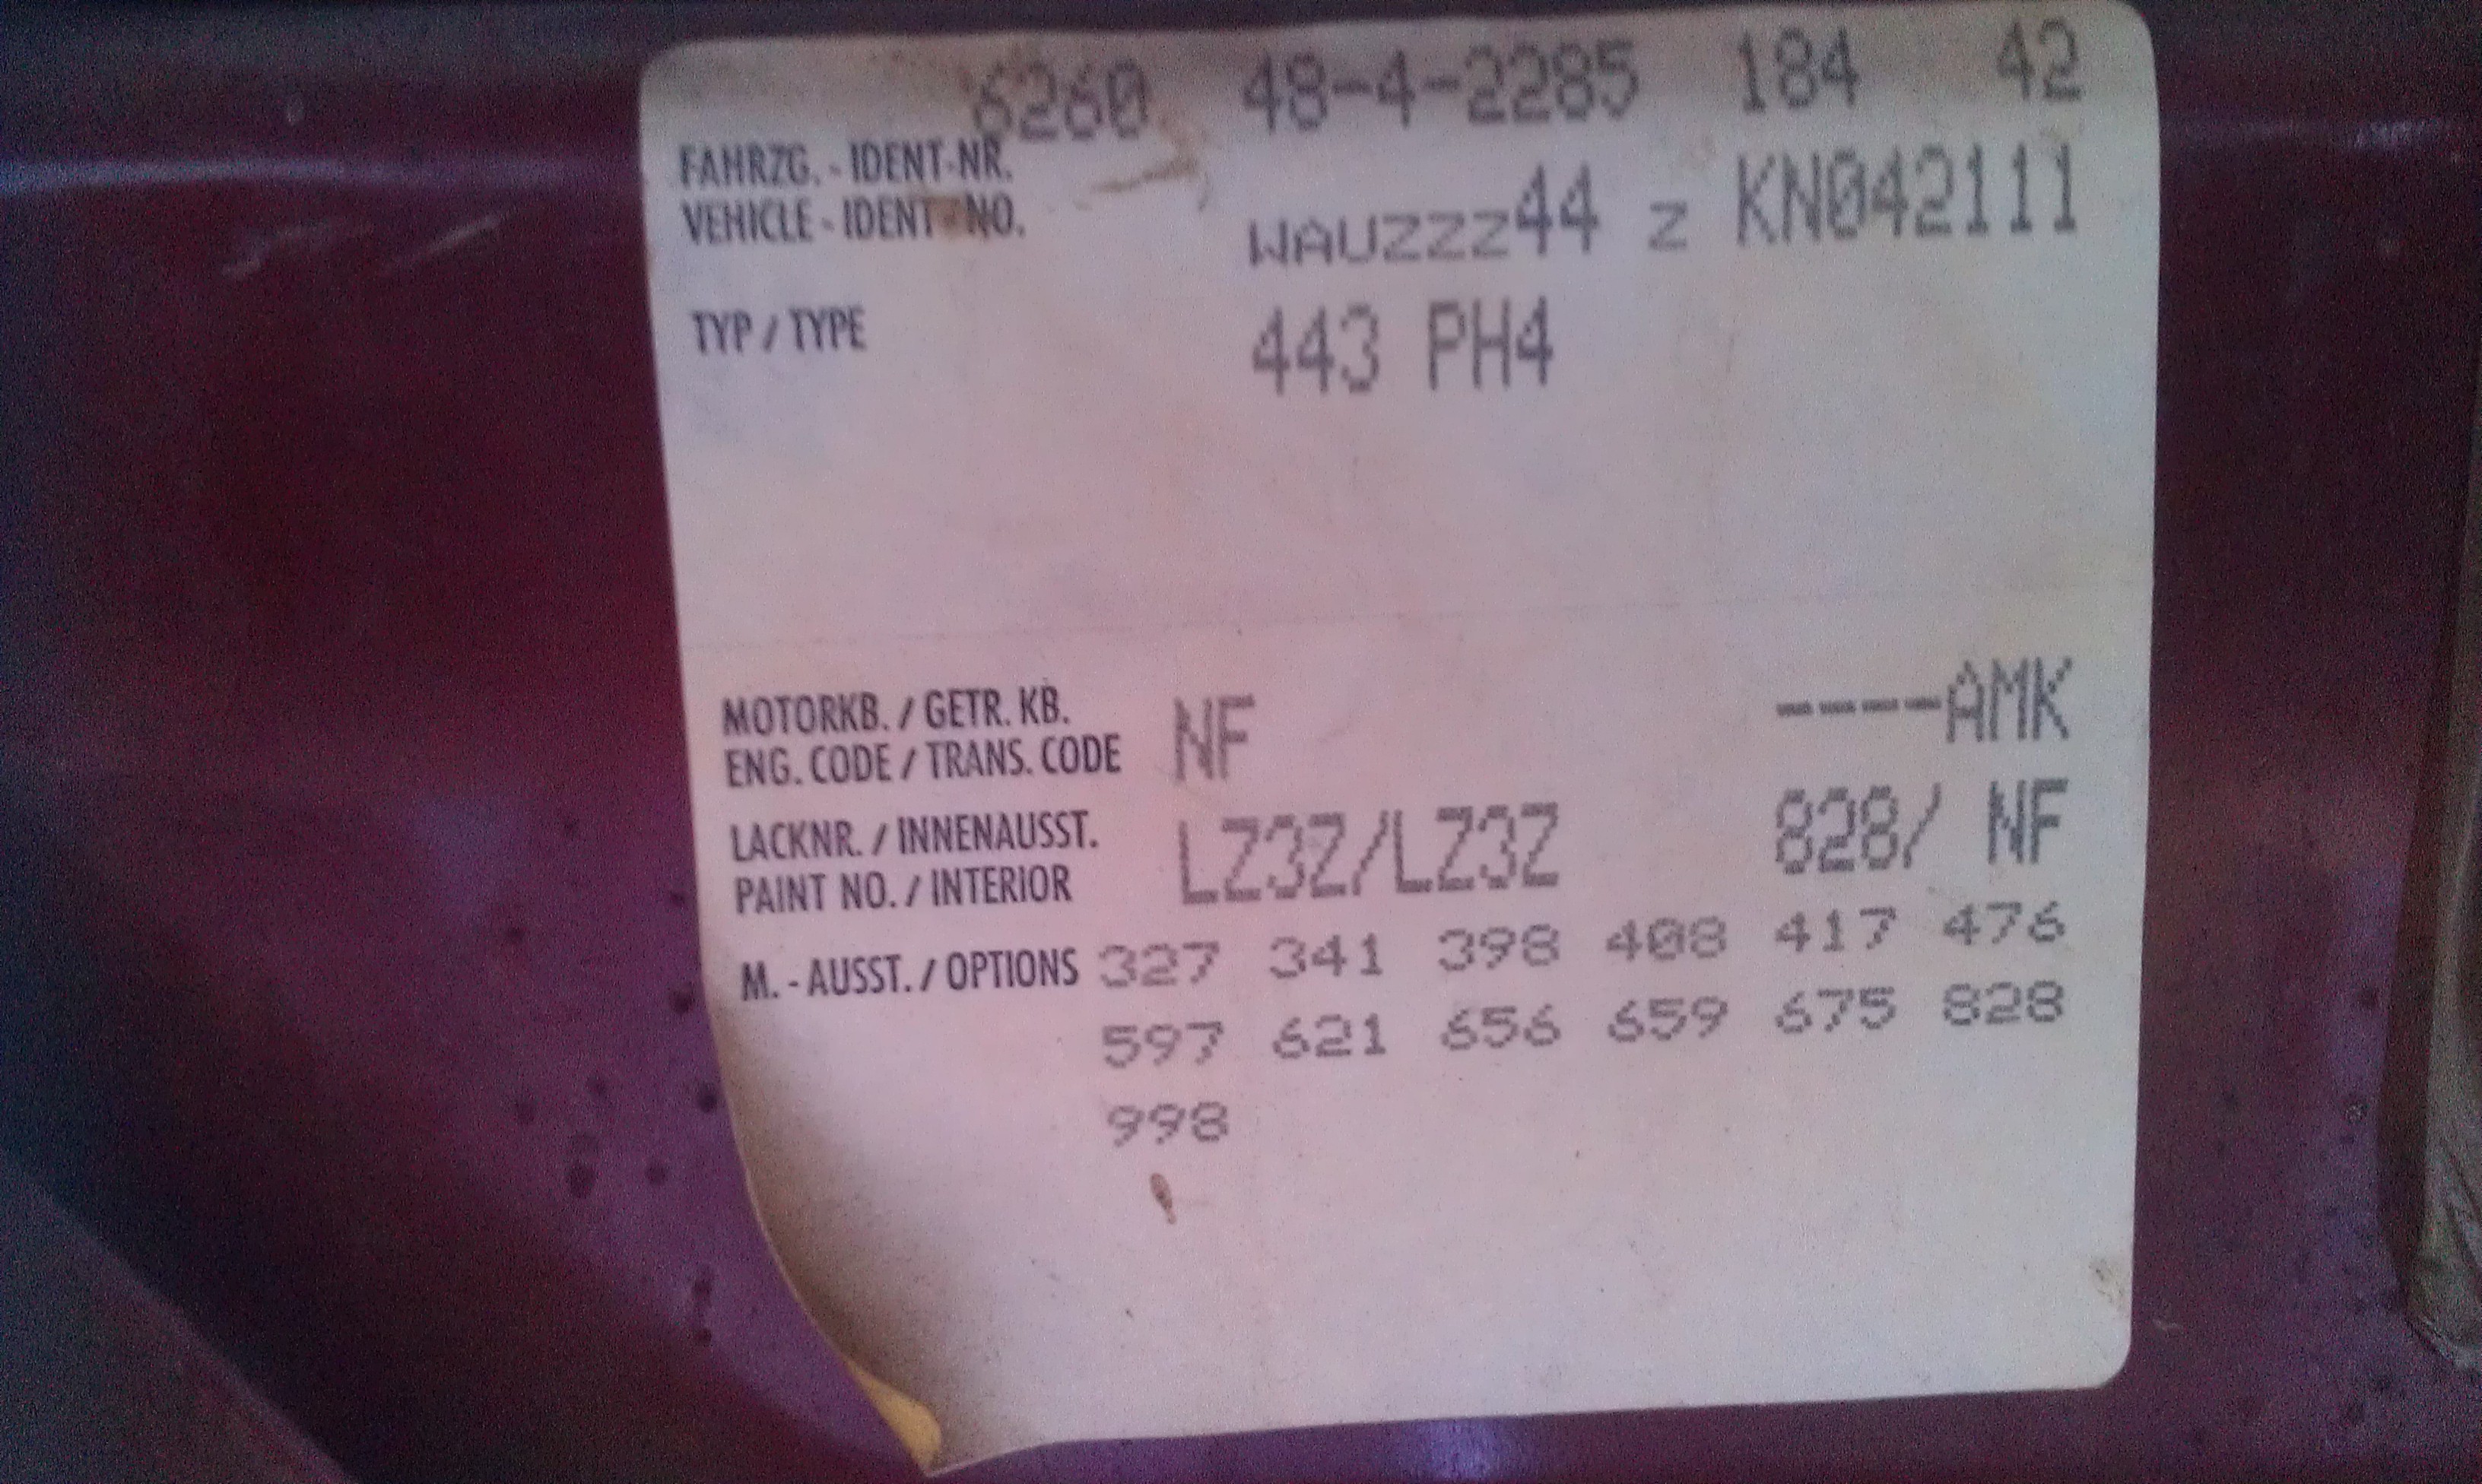 6260 48-4-2285 184 42
FAHRZG. - IDENT-NR.
VEHICLE - IDENT - NO. WAUZZZ44 Z KN042111
TYP / TYPE 443 PH4
MOTORKB. / GETR. KB.
ENG. CODE / TRANS. CODE NF ----AMK
LACKNR. / INNENAUSST.
PAINT NO. / INTERIOR LZ3Z/LZ3Z 828/ NF
M. - AUSST. / OPTIONS 327 341 398 408 417 476
597 621 656 659 675 828
998